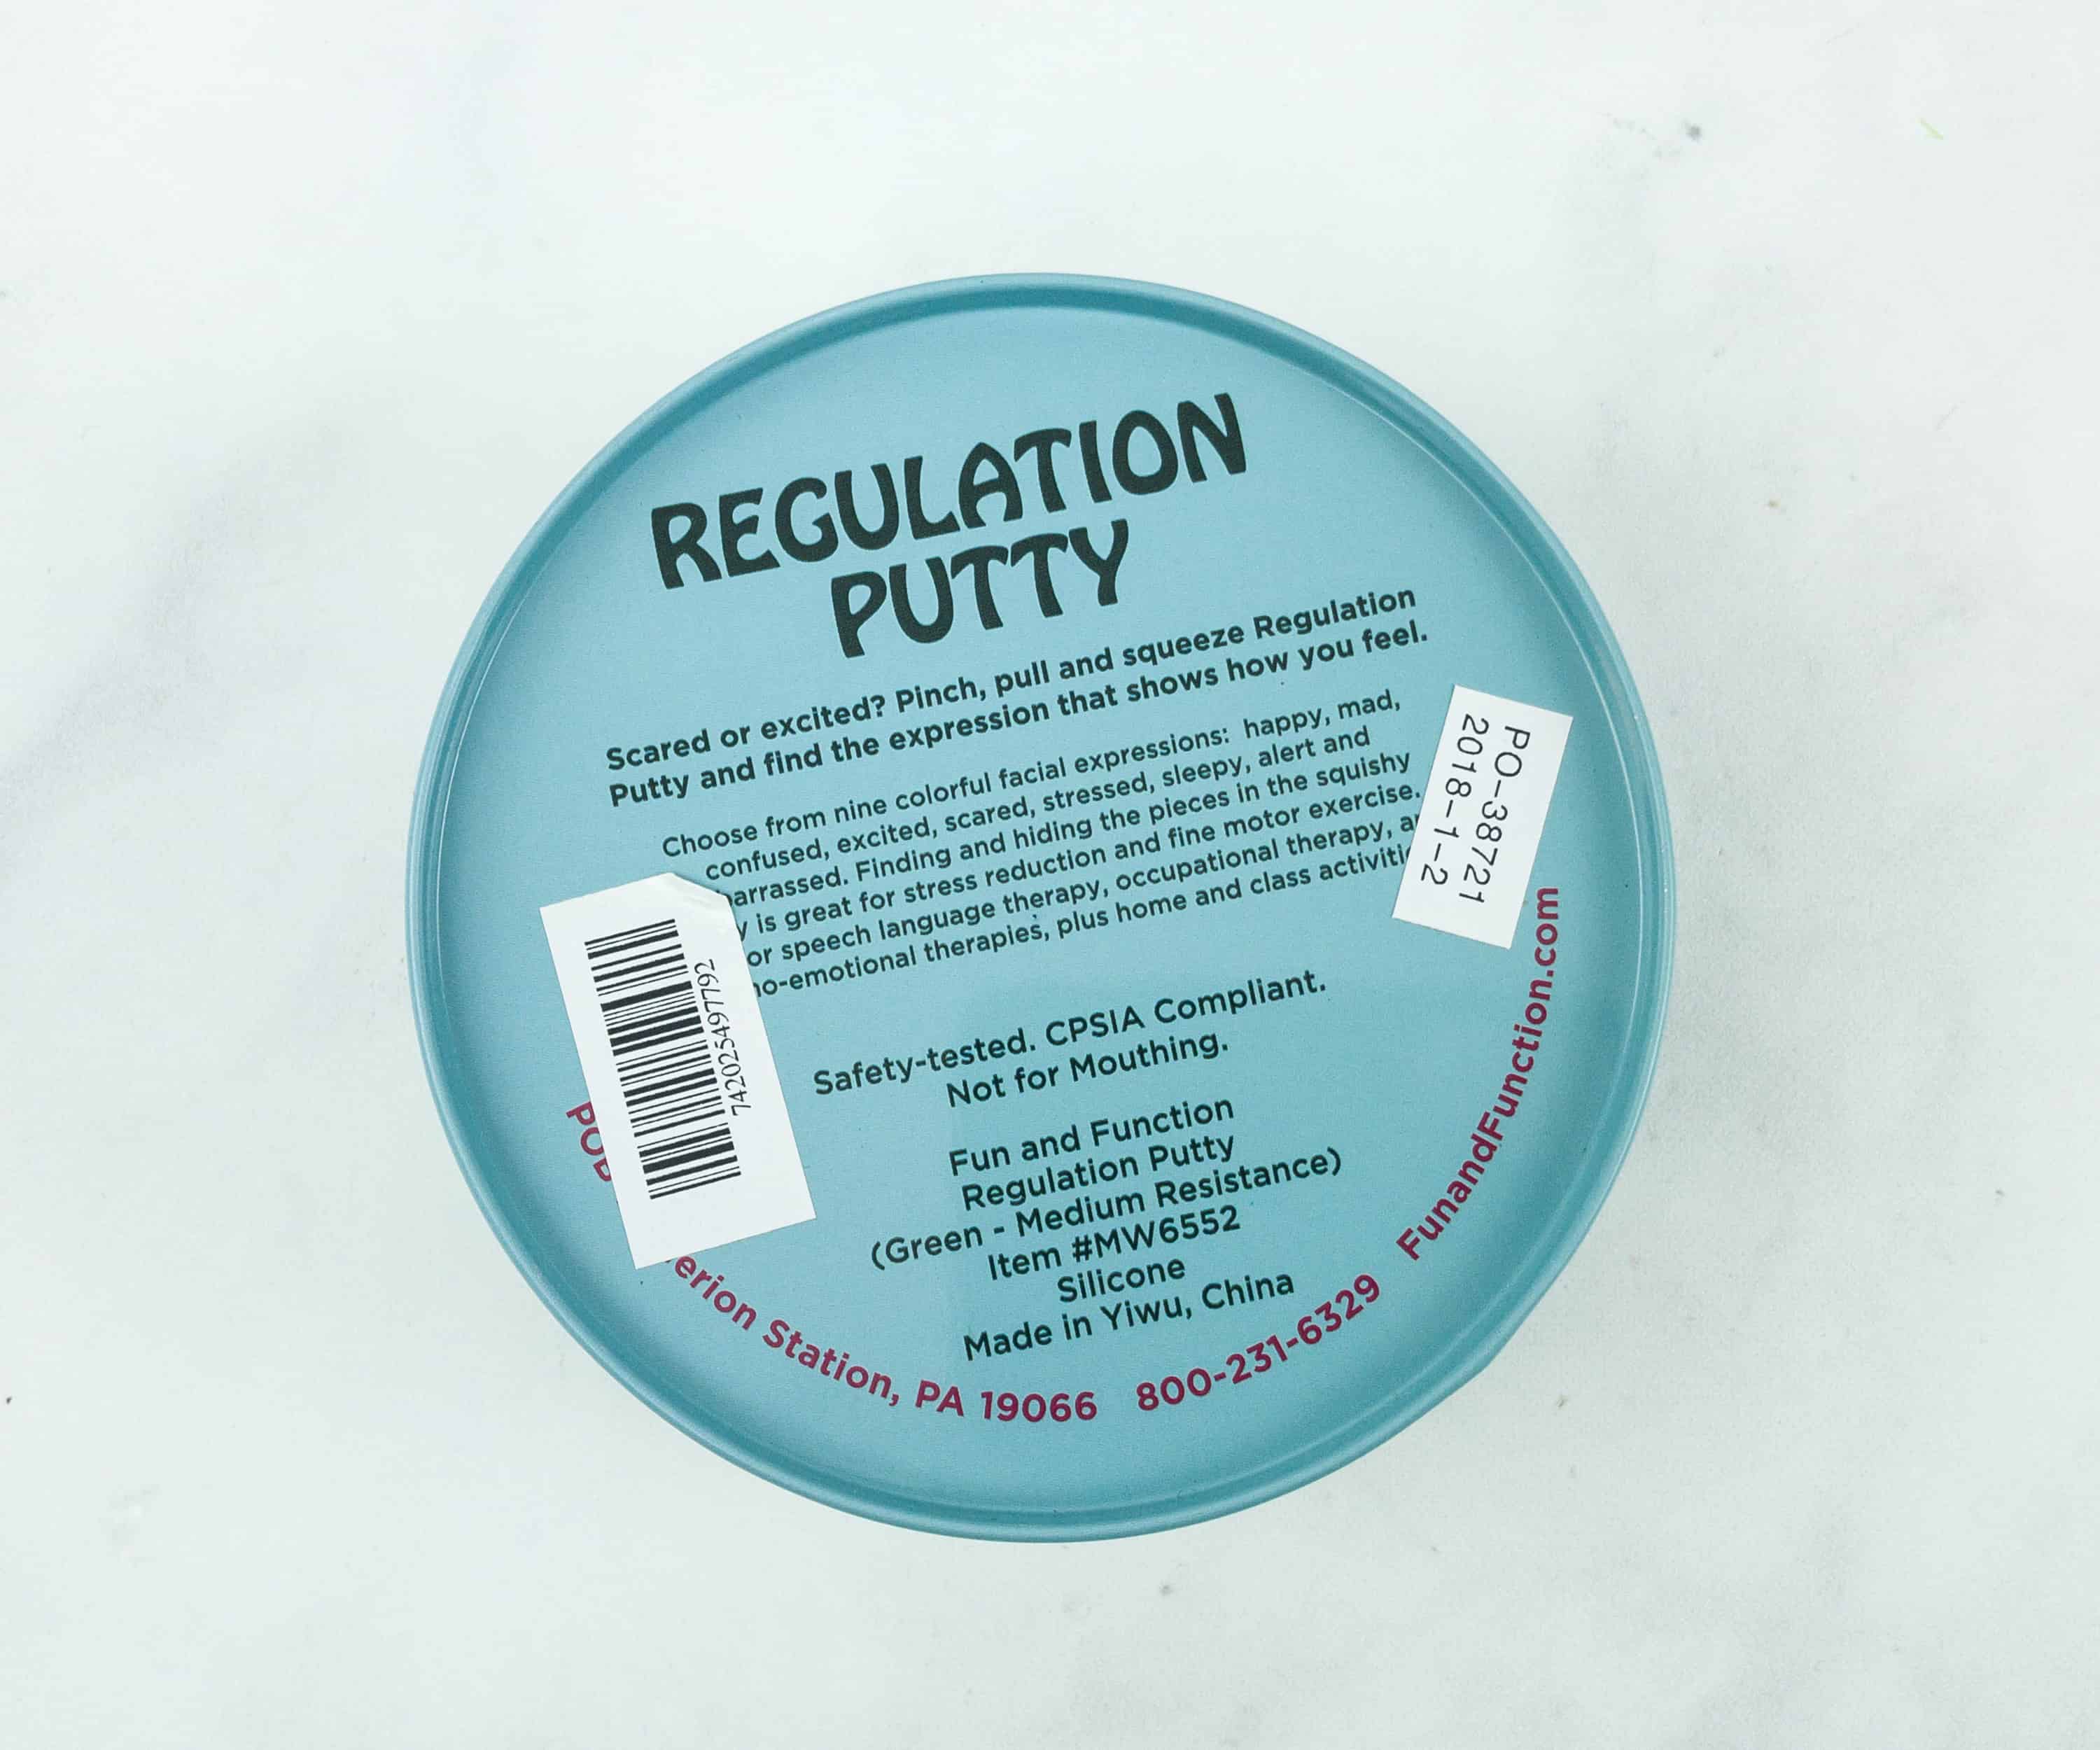 REGULATION
PUTTY
Scared or excited? Pinch, pull and squeeze Regulation
Putty and find the expression that shows how you feel.
Choose from nine colorful facial expressions: happy, mad,
confused, excited, scared, stressed, sleepy, alert and
arrassed. Finding and hiding the pieces in the squishy
y is great for stress reduction and fine motor exercise.
or speech language therapy, occupational therapy, a
o-emotional therapies, plus home and class activiti
Safety-tested. CPSIA Compliant.
Not for Mouthing.
Fun and Function
Regulation Putty
(Green - Medium Resistance)
Item #MW6552
Silicone
Made in Yiwu, China
PO erion Station, PA 19066 800-231-6329 FunandFunction.com
742025497792
PO-38721
2018-1-2